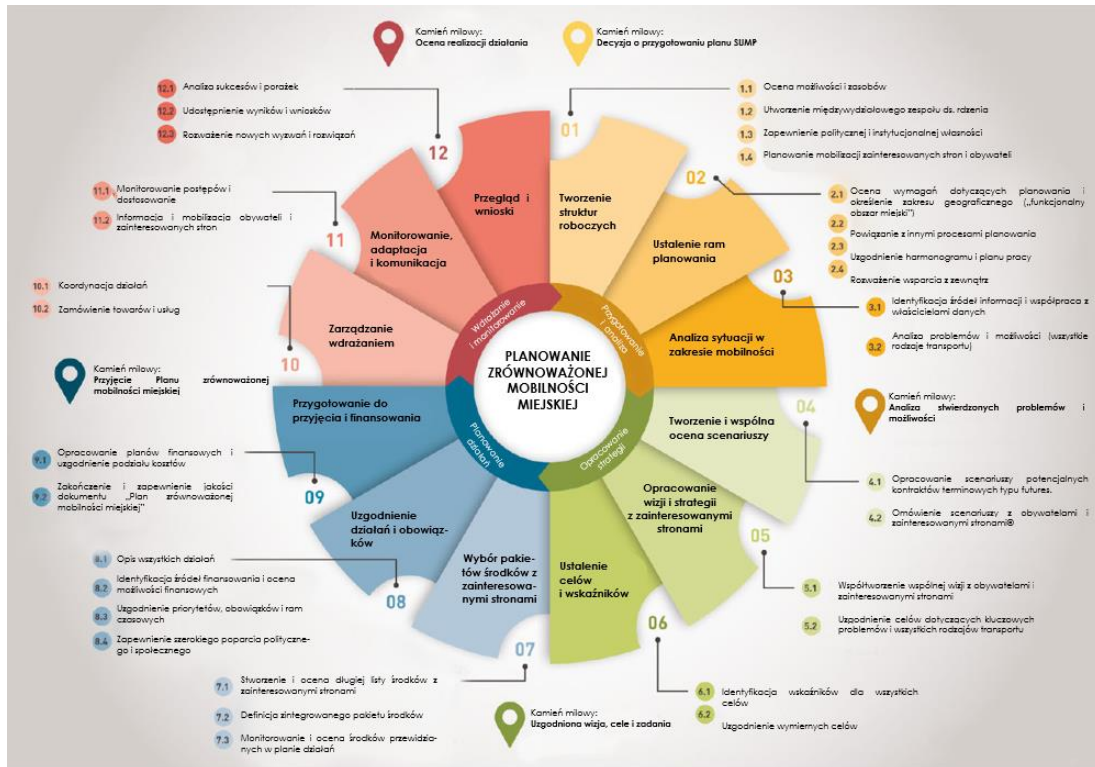 Kamień milowy:
Ocena realizacji działania
Kamień milowy:
Decyzja o przygotowaniu planu SUMP
12.1 Analiza sukcesów i porażek
12.2 Udostępnienie wyników i wniosków
12.3 Rozważenie nowych wyzwań i rozwiązań
1.1 Ocena możliwości i zasobów
1.2 Utworzenie międzywydziałowego zespołu ds. rdzenia
1.3 Zapewnienie politycznej i instytucjonalnej własności
1.4 Planowanie mobilizacji zainteresowanych stron i obywateli
11.1 Monitorowanie postępów i
dostosowanie
11.2 Informacja i mobilizacja obywateli i
zainteresowanych stron
2.1 Ocena wymagań dotyczących planowania i
określenie zakresu geograficznego („funkcjonalny
obszar miejski")
2.2
Powiązanie z innymi procesami planowania
2.3
Uzgodnienie harmonogramu i planu pracy
2.4
Rozważenie wsparcia z zewnątrz
10.1 Koordynacja działań
10.2 Zamówienie towarów i usług
3.1 Identyfikacja źródeł informacji i współpraca z
właścicielami danych
3.2 Analiza problemów i możliwości (wszystkie
rodzaje transportu)
Kamień milowy:
Przyjęcie Planu zrównoważonej
mobilności miejskiej
Kamień milowy:
Analiza stwierdzonych problemów i
możliwości
9.1 Opracowanie planów finansowych i
uzgodnienie podziału kosztów
9.2 Zakończenie i zapewnienie jakości
dokumentu „Plan zrównoważonej
mobilności miejskiej"
4.1 Opracowanie scenariuszy potencjalnych
kontraktów terminowych typu futures.
4.2 Omówienie scenariuszy z obywatelami i
zainteresowanymi stronami®
8.1 Opis wszystkich działań
8.2 Identyfikacja źródeł finansowania i ocena
możliwości finansowych
8.3 Uzgodnienie priorytetów, obowiązków i ram
czasowych
8.4 Zapewnienie szerokiego poparcia polityczne-
go i społecznego
5.1 Współtworzenie wspólnej wizji z obywatelami i
zainteresowanymi stronami
5.2 Uzgodnienie celów dotyczących kluczowych
problemów i wszystkich rodzajów transportu
7.1 Stworzenie i ocena długiej listy środków z
zainteresowanymi stronami
7.2 Definicja zintegrowanego pakietu środków
7.3 Monitorowanie i ocena środków przewidzia-
nych w planie działań
Kamień milowy:
Uzgodniona wizja, cele i zadania
6.1 Identyfikacja wskaźników dla wszystkich
celów
6.2
Uzgodnienie wymiernych celów
01
Tworzenie
struktur
roboczych
02
Ustalenie ram
planowania
03
Analiza sytuacji w
zakresie mobilności
04
Tworzenie i wspólna
ocena scenariuszy
05
Opracowanie
wizji i strategii
z zainteresowanymi
stronami
06
Ustalenie
celów
i wskaźników
07
Wybór pakie-
tów środków z
zainteresowa-
nymi stronami
08
Uzgodnienie
działań i obowiąz-
ków
09
Przygotowanie do
przyjęcia i finansowania
10
Zarządzanie
wdrażaniem
11
Monitorowanie,
adaptacja
i komunikacja
12
Przegląd i
wnioski
Wdrażanie
i monitorowanie
Przygotowanie
i analiza
Opracowanie
strategii
Planowanie
działań
PLANOWANIE
ZRÓWNOWAŻONEJ
MOBILNOŚCI
MIEJSKIEJ